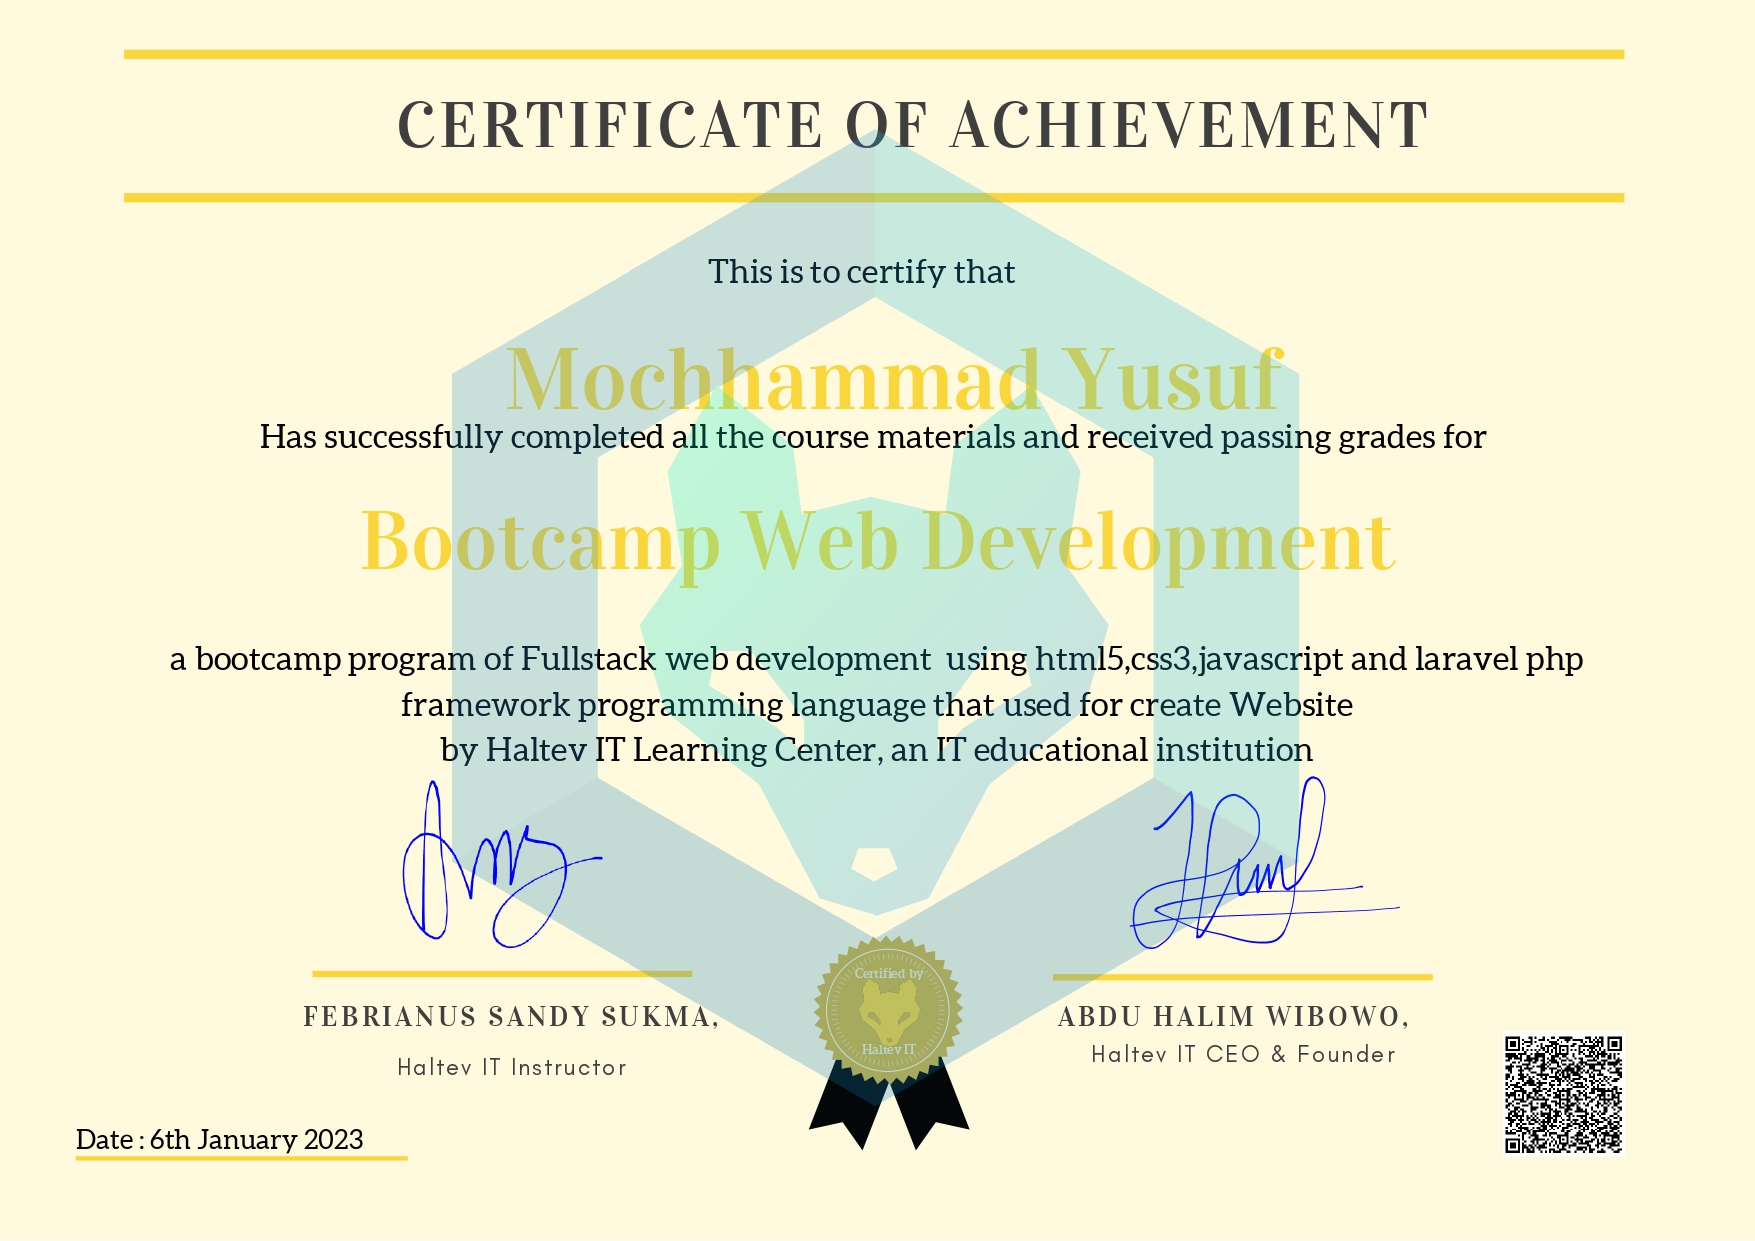 CERTIFICATE OF ACHIEVEMENT
This is to certify that
Mochhammad Yusuf
Has successfully completed all the course materials and received passing grades for
Bootcamp Web Development
a bootcamp program of Fullstack web development using html5,css3,javascript and laravel php
framework programming language that used for create Website
by Haltev IT Learning Center, an IT educational institution
FEBRIANUS SANDY SUKMA,
Haltev IT Instructor
Certified by
Haltev IT
ABDU HALIM WIBOWO,
Haltev IT CEO & Founder
Date : 6th January 2023